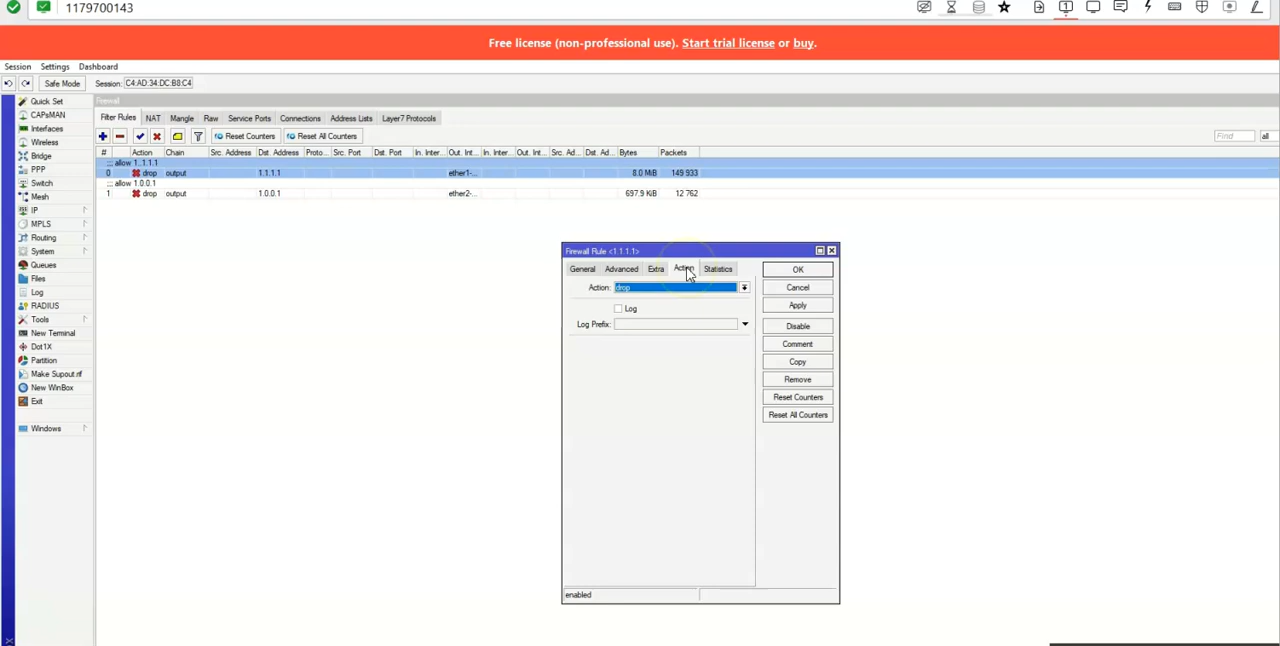 1179700143
Free license (non-professional use). Start trial license or buy.
Session Settings Dashboard
Safe Mode Session: C4:AD:34:DC:B8:C4
Quick Set
CAPsMAN
Interfaces
Wireless
Bridge
PPP
Switch
Mesh
IP
MPLS
Routing
System
Queues
Files
Log
RADIUS
Tools
New Terminal
Dot1X
Partition
Make Supout.rif
New WinBox
Exit
Windows
Firewall
Filter Rules NAT Mangle Raw Service Ports Connections Address Lists Layer7 Protocols
Reset Counters Reset All Counters Find all
# Action Chain Src. Address Dst. Address Proto... Src. Port Dst. Port In. Inter... Out. Int... In. Inter... Out. Int... Src. Ad... Dst. Ad... Bytes Packets
::: allow 1..1.1.1
0 drop output 1.1.1.1 ether1-... 8.0 MiB 149 933
::: allow 1.0.0.1
1 drop output 1.0.0.1 ether2-... 697.9 KiB 12 762
Firewall Rule <1.1.1.1>
General Advanced Extra Action Statistics
Action: drop
Log
Log Prefix:
OK
Cancel
Apply
Disable
Comment
Copy
Remove
Reset Counters
Reset All Counters
enabled